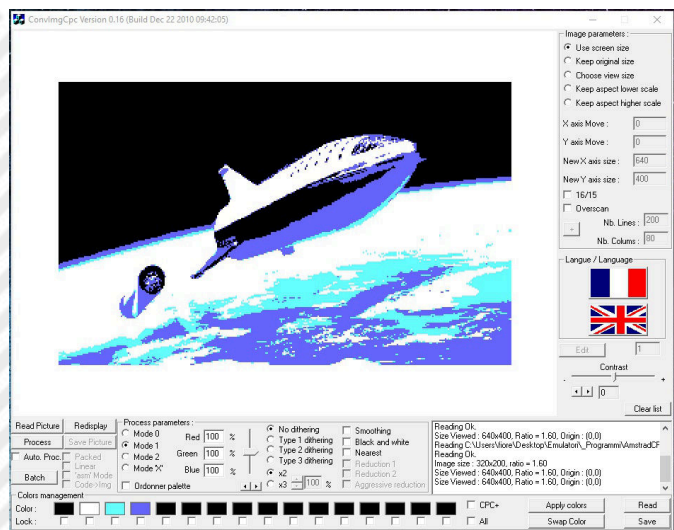 ConvImgCpc Version 0.16 (Build Dec 22 2010 09:42:05)
Image parameters :
Use screen size
Keep original size
Choose view size
Keep aspect lower scale
Keep aspect higher scale
X axis Move : 0
Y axis Move : 0
New X axis size : 640
New Y axis size : 400
16/15
Overscan
Nb. Lines : 200
Nb. Colums : 80
Langue / Language
Edit 1
Contrast
- +
0
Clear list
Read Picture Redisplay
Process Save Picture
Auto. Proc. Packed
Linear
'asm' Mode
Batch Code>Img
Process parameters :
Mode 0
Mode 1
Mode 2
Mode 'X'
Ordonner palette
Red 100 %
Green 100 %
Blue 100 %
No dithering
Type 1 dithering
Type 2 dithering
Type 3 dithering
x2
x3 100 %
Smoothing
Black and white
Nearest
Reduction 1
Reduction 2
Aggressive reduction
Reading Ok.
Size Viewed : 640x400, Ratio = 1.60, Origin : (0,0)
Reading C:\Users\fiore\Desktop\Emulatori\_Programmi\AmstradCF
Reading Ok.
Image size : 320x200, ratio = 1.60
Size Viewed : 640x400, Ratio = 1.60, Origin : (0,0)
Size Viewed : 640x400, Ratio = 1.60, Origin : (0,0)
Colors management
Color : CPC+ Apply colors Read
Lock : All Swap Color Save